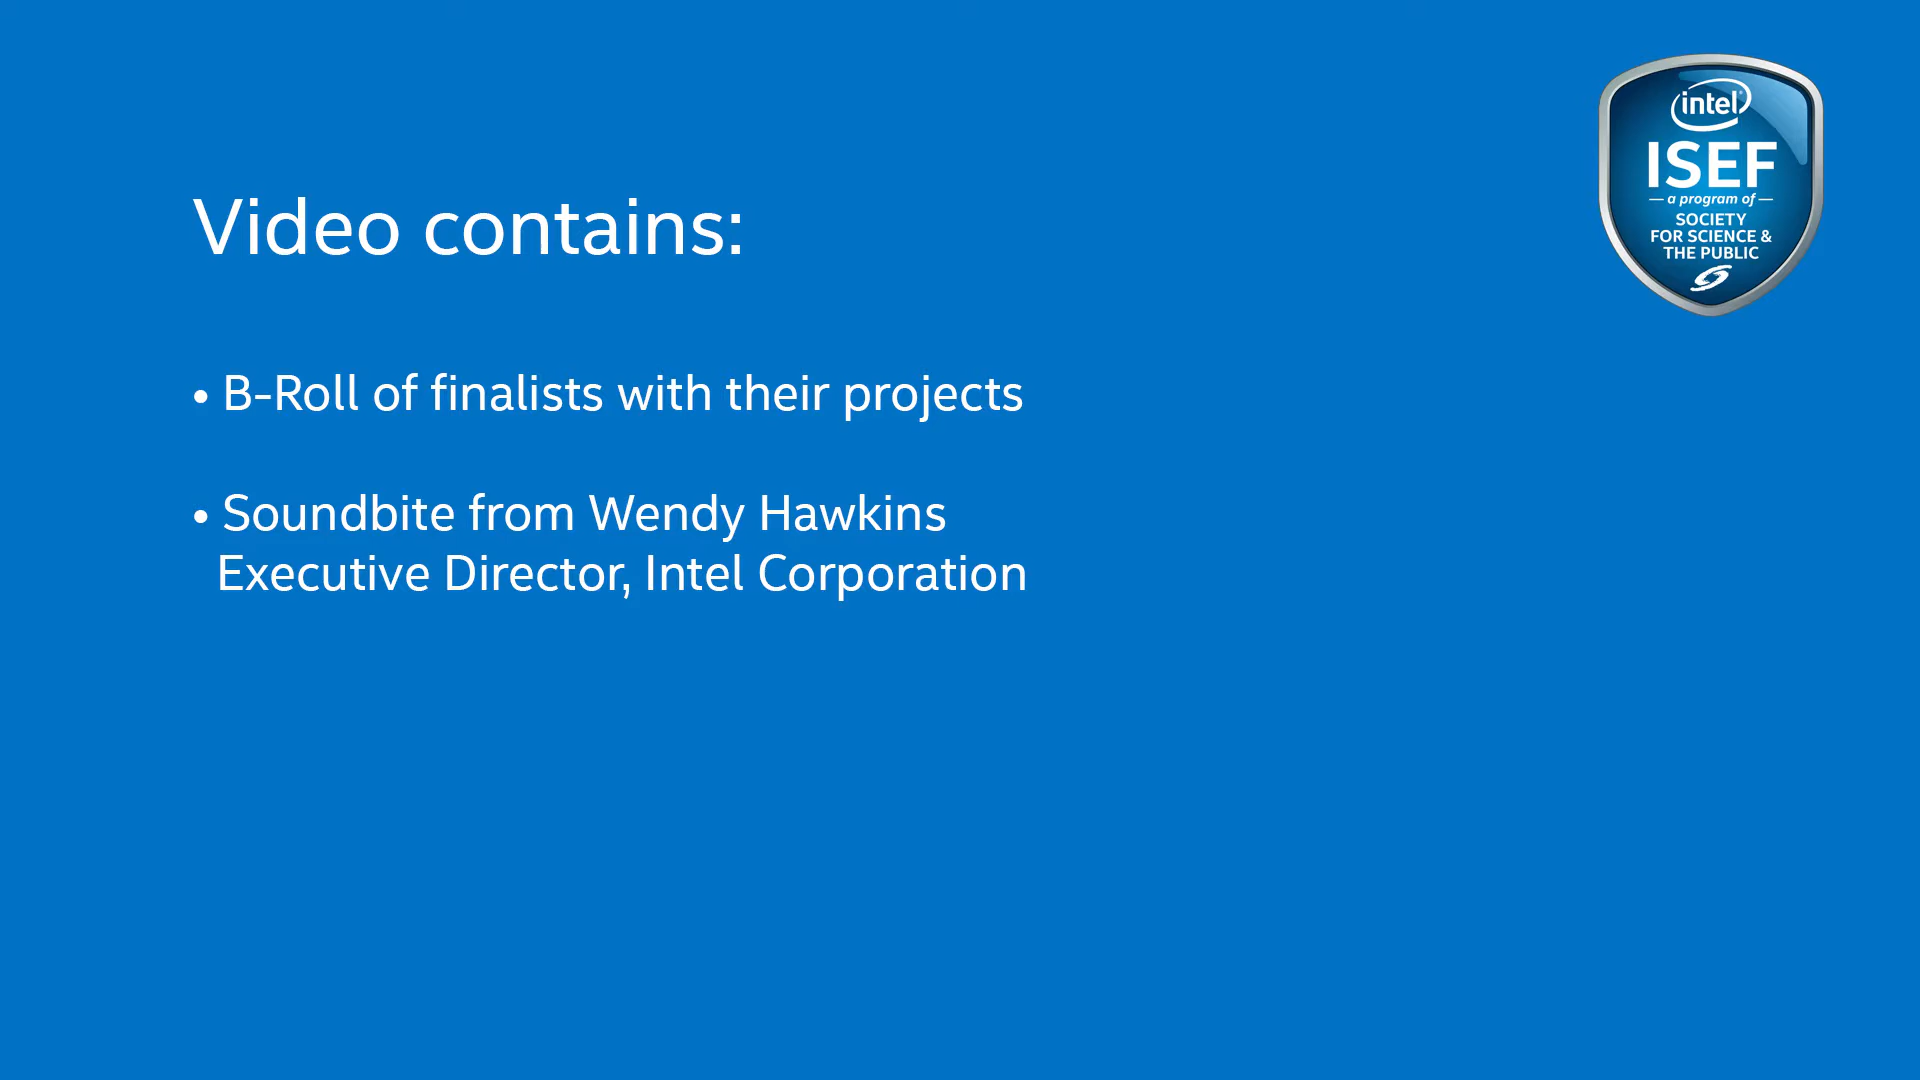 intel
ISEF
— a program of —
SOCIETY
FOR SCIENCE &
THE PUBLIC
Video contains:
• B-Roll of finalists with their projects
• Soundbite from Wendy Hawkins
Executive Director, Intel Corporation